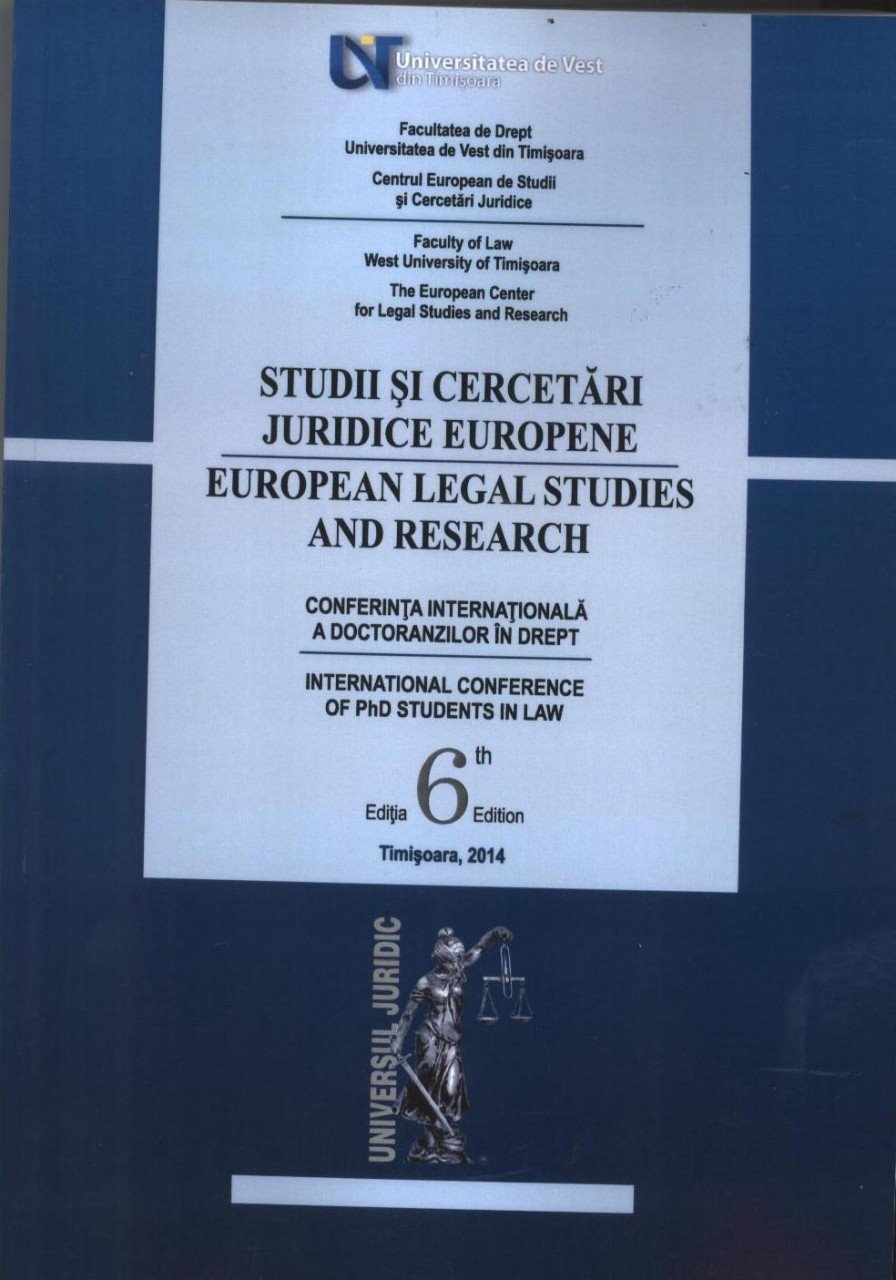 Universitatea de Vest
din Timişoara
Facultatea de Drept
Universitatea de Vest din Timişoara
Centrul European de Studii
şi Cercetări Juridice
Faculty of Law
West University of Timişoara
The European Center
for Legal Studies and Research
STUDII ŞI CERCETĂRI
JURIDICE EUROPENE
EUROPEAN LEGAL STUDIES
AND RESEARCH
CONFERINŢA INTERNAŢIONALĂ
A DOCTORANZILOR ÎN DREPT
INTERNATIONAL CONFERENCE
OF PhD STUDENTS IN LAW
Ediţia 6th Edition
Timişoara, 2014
UNIVERSUL JURIDIC